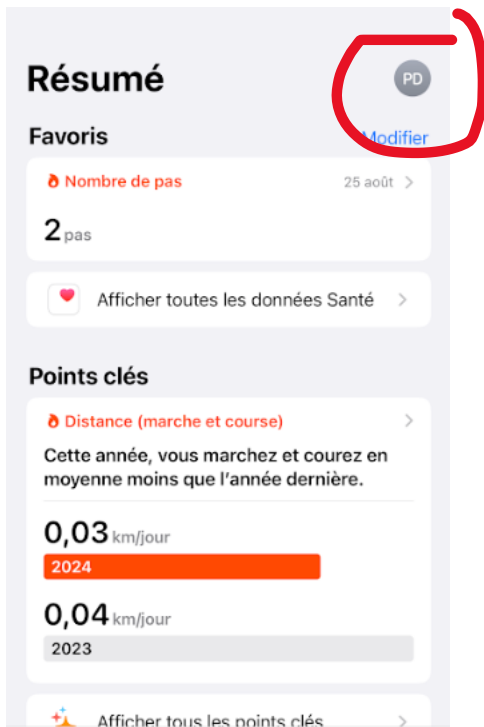 Résumé
PD
Favoris
Modifier
Nombre de pas
25 août
2 pas
Afficher toutes les données Santé
Points clés
Distance (marche et course)
Cette année, vous marchez et courez en
moyenne moins que l'année dernière.
0,03 km/jour
2024
0,04 km/jour
2023
Afficher tous les points clés